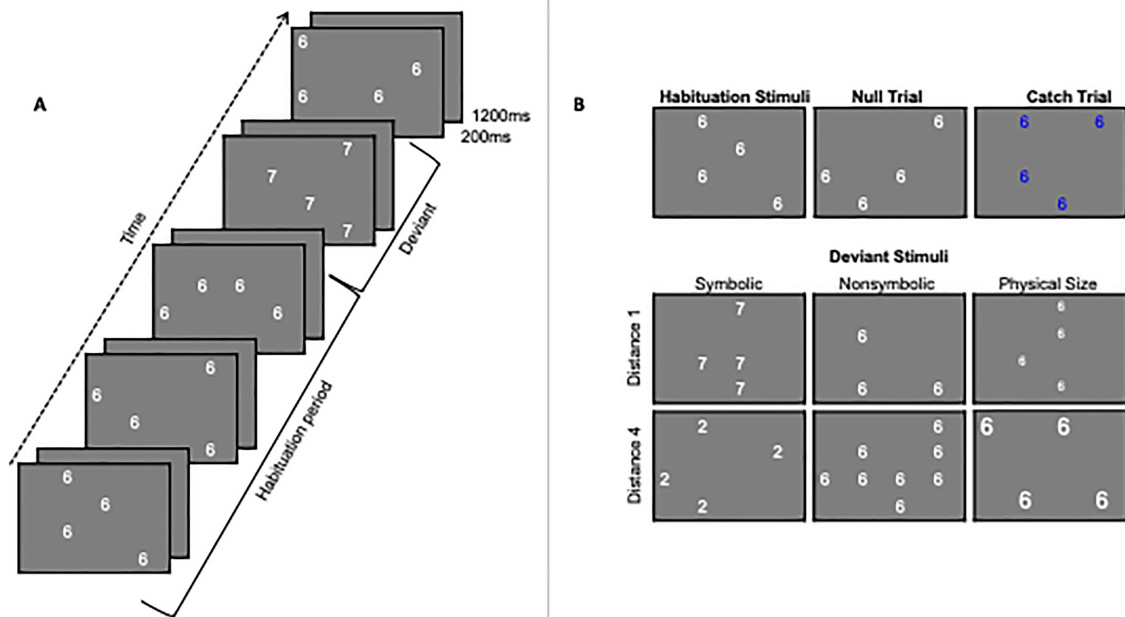 A
Time
6
6
6 6
1200ms
200ms
7
7
7
7
Deviant
6 6
6 6
6
6
6
6
Habituation period
6
6
6
6
B
Habituation Stimuli Null Trial Catch Trial
6 6 6 6
6
6 6 6 6
6 6 6
Deviant Stimuli
Symbolic Nonsymbolic Physical Size
Distance 1
7 6
6 6
7 7 6
7 6 6 6
Distance 4
2 6 6 6
2 6 6
2 6 6 6 6
2 6 6 6